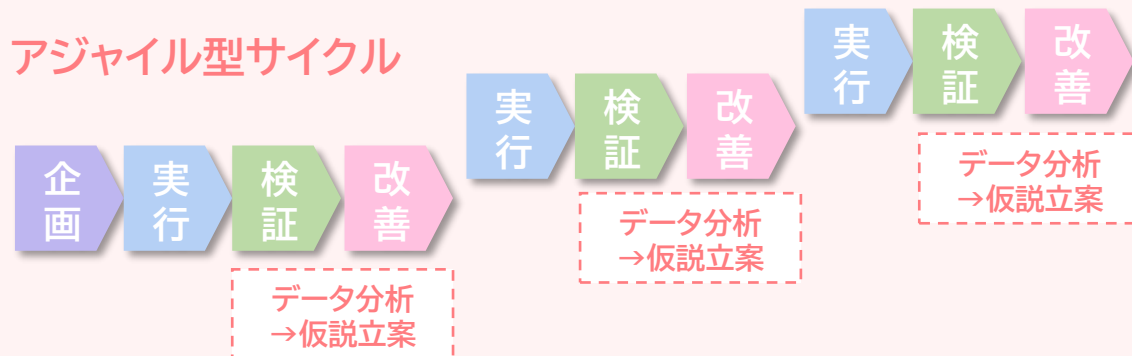 アジャイル型サイクル
企画
実行
検証
改善
データ分析
→仮説立案
実行
検証
改善
データ分析
→仮説立案
実行
検証
改善
データ分析
→仮説立案